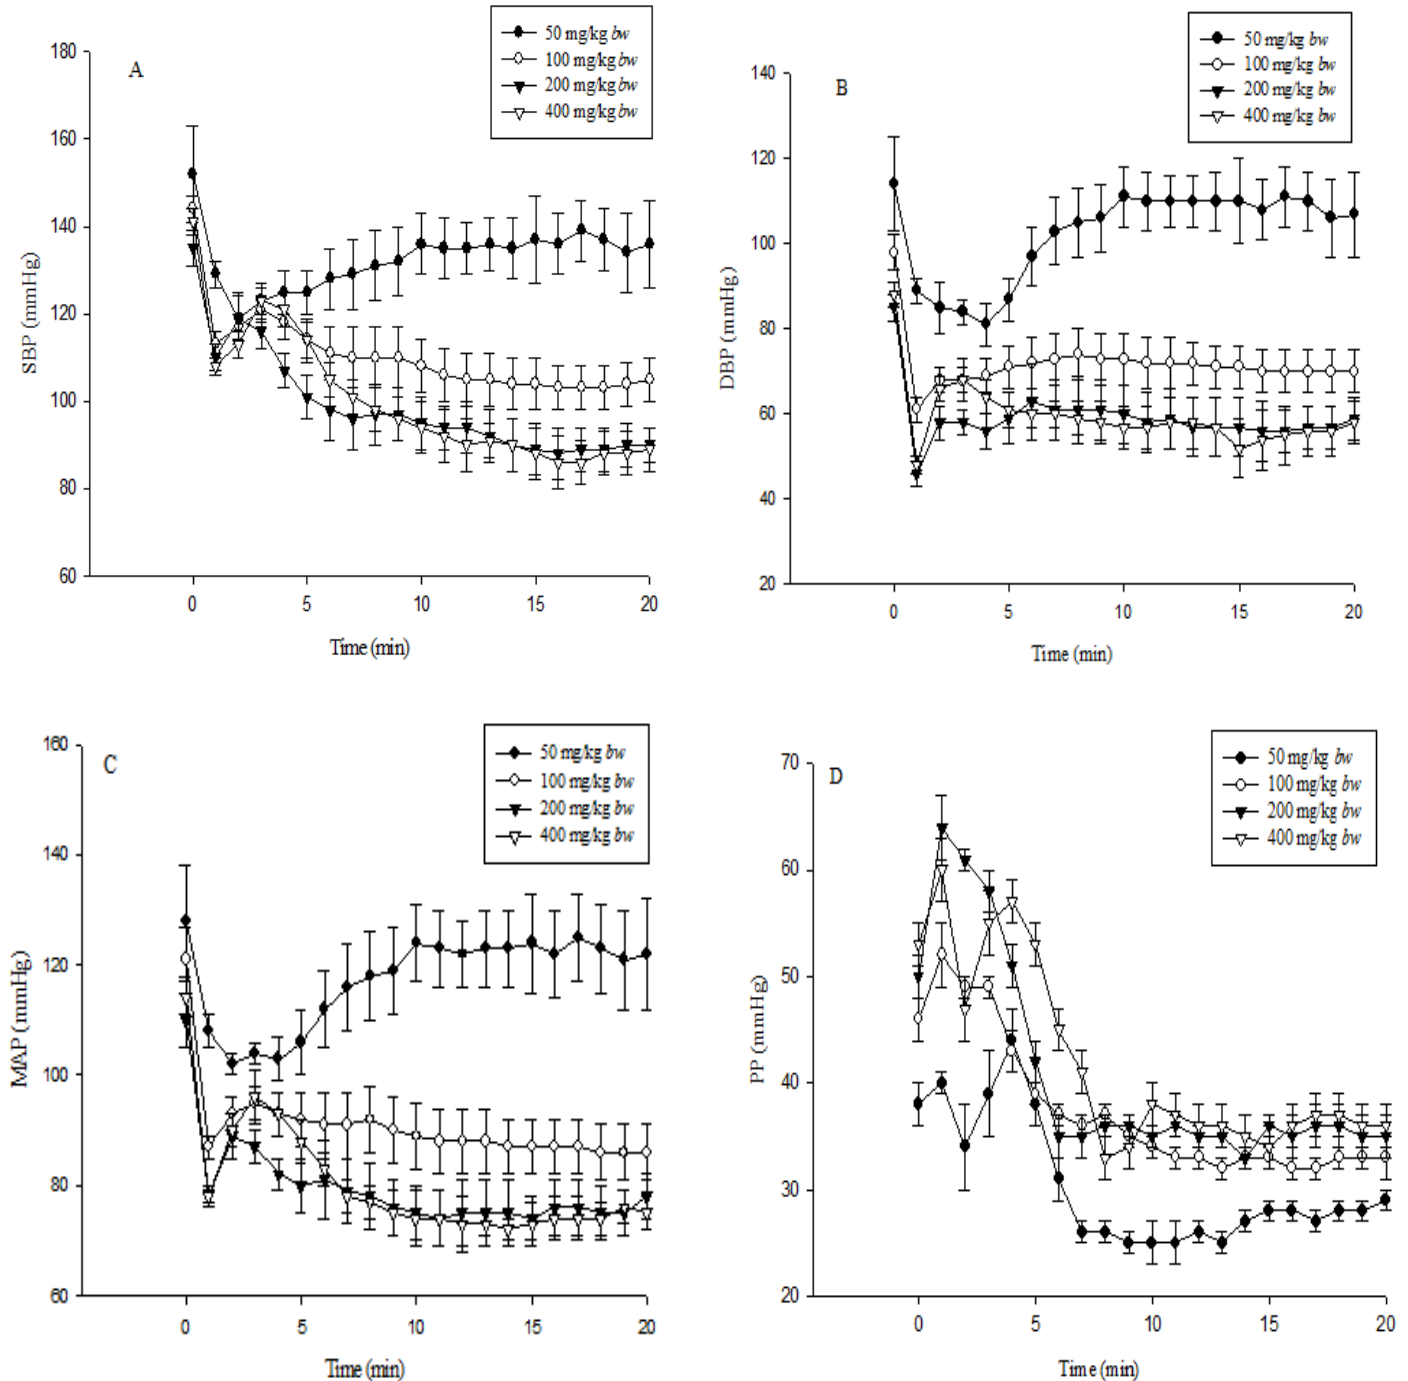 50 mg/kg bw
100 mg/kg bw
200 mg/kg bw
400 mg/kg bw
A
180
160
140
120
100
80
60
SBP (mmHg)
0 5 10 15 20
Time (min)
50 mg/kg bw
100 mg/kg bw
200 mg/kg bw
400 mg/kg bw
B
140
120
100
80
60
40
20
DBP (mmHg)
0 5 10 15 20
Time (min)
50 mg/kg bw
100 mg/kg bw
200 mg/kg bw
400 mg/kg bw
C
160
140
120
100
80
60
MAP (mmHg)
0 5 10 15 20
Time (min)
50 mg/kg bw
100 mg/kg bw
200 mg/kg bw
400 mg/kg bw
D
70
60
50
40
30
20
PP (mmHg)
0 5 10 15 20
Time (min)